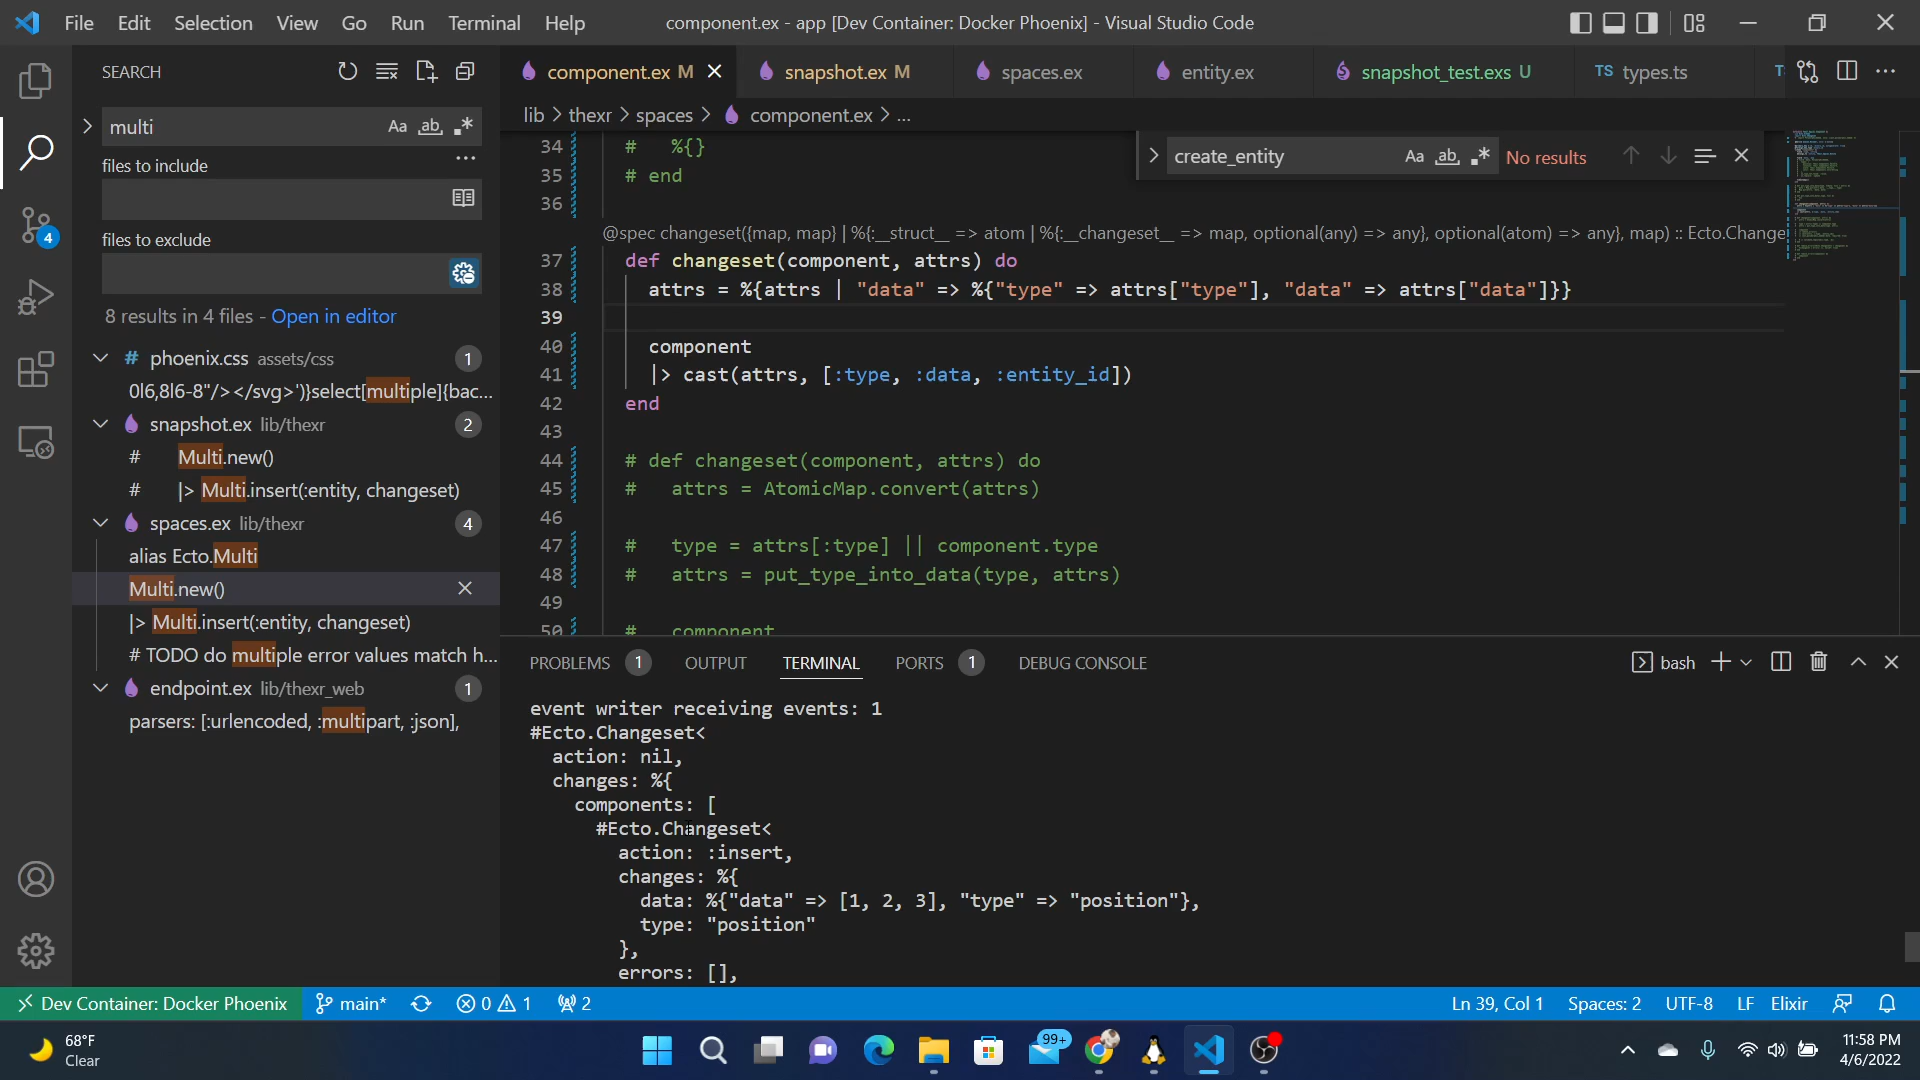 File Edit Selection View Go Run Terminal Help
component.ex - app [Dev Container: Docker Phoenix] - Visual Studio Code
SEARCH
multi
Aa ab
files to include
files to exclude
8 results in 4 files - Open in editor
# phoenix.css assets/css 1
0l6,8l6-8"/></svg>')}select[multiple]{bac...
snapshot.ex lib/thexr 2
# Multi.new()
# |> Multi.insert(:entity, changeset)
spaces.ex lib/thexr 4
alias Ecto.Multi
Multi.new()
|> Multi.insert(:entity, changeset)
# TODO do multiple error values match h...
endpoint.ex lib/thexr_web 1
parsers: [:urlencoded, :multipart, :json],
4
component.ex M
snapshot.ex M
spaces.ex
entity.ex
snapshot_test.exs U
TS types.ts
lib > thexr > spaces > component.ex > ...
create_entity
Aa ab
No results
34 # %{}
35 # end
36
@spec changeset({map, map} | %{:__struct__ => atom | %{:__changeset__ => map, optional(any) => any}, optional(atom) => any}, map) :: Ecto.Change
37 def changeset(component, attrs) do
38 attrs = %{attrs | "data" => %{"type" => attrs["type"], "data" => attrs["data"]}}
39
40 component
41 |> cast(attrs, [:type, :data, :entity_id])
42 end
43
44 # def changeset(component, attrs) do
45 # attrs = AtomicMap.convert(attrs)
46
47 # type = attrs[:type] || component.type
48 # attrs = put_type_into_data(type, attrs)
49
50 # component
PROBLEMS 1 OUTPUT TERMINAL PORTS 1 DEBUG CONSOLE
bash
event writer receiving events: 1
#Ecto.Changeset<
action: nil,
changes: %{
components: [
#Ecto.Changeset<
action: :insert,
changes: %{
data: %{"data" => [1, 2, 3], "type" => "position"},
type: "position"
},
errors: [],
Dev Container: Docker Phoenix
main*
0 1
2
Ln 39, Col 1
Spaces: 2
UTF-8
LF
Elixir
68°F
Clear
99+
11:58 PM
4/6/2022